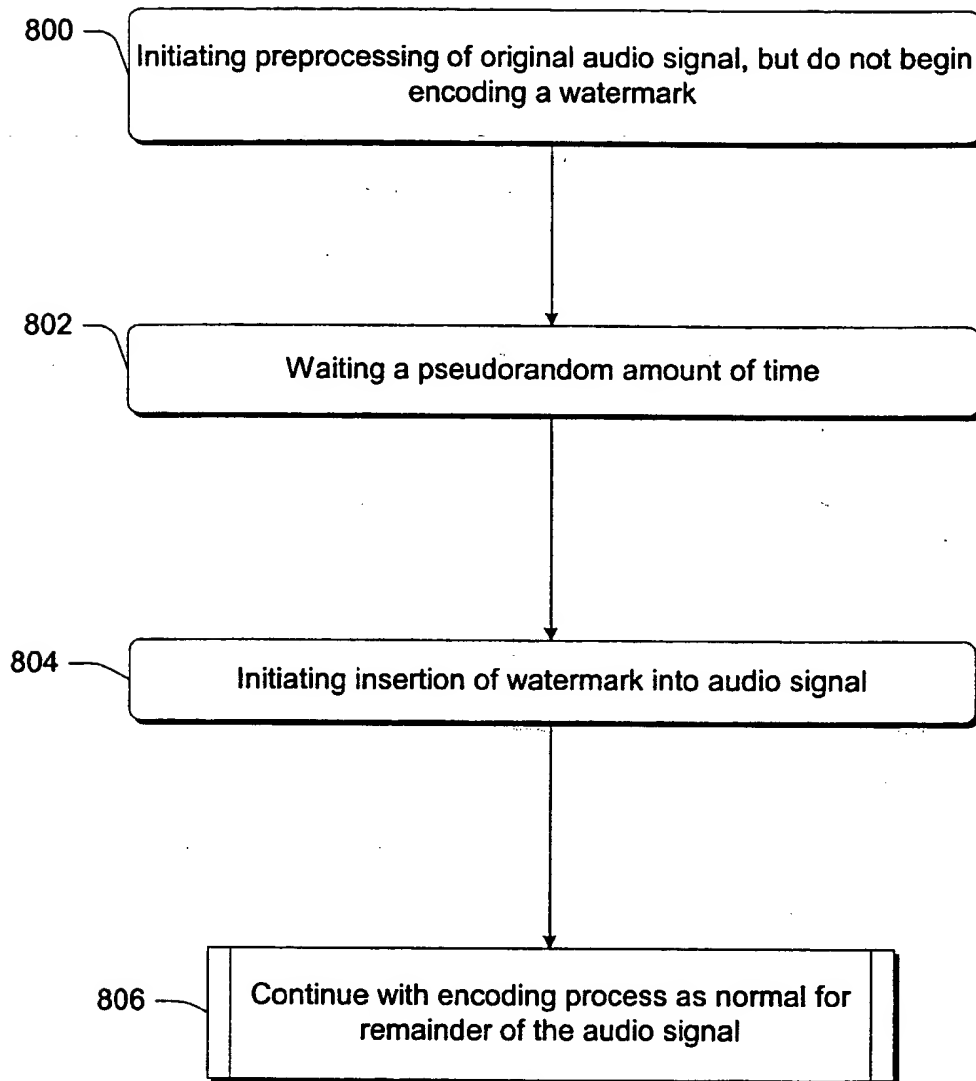 800
Initiating preprocessing of original audio signal, but do not begin
encoding a watermark
802
Waiting a pseudorandom amount of time
804
Initiating insertion of watermark into audio signal
806
Continue with encoding process as normal for
remainder of the audio signal